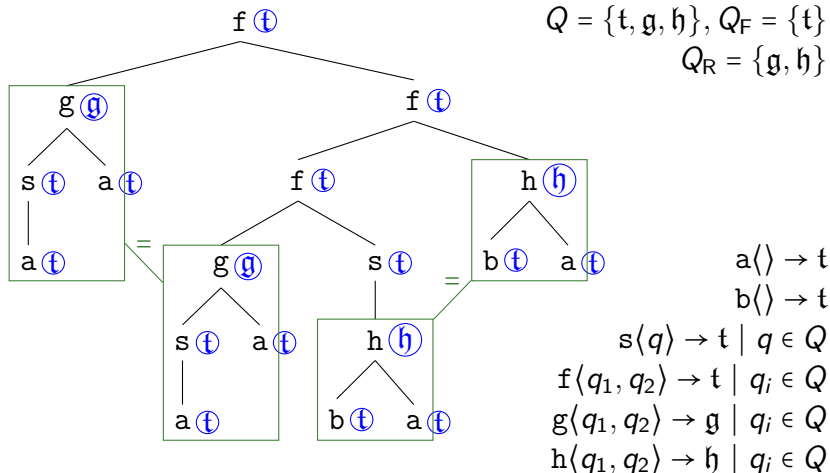 f 𝔱
Q = {𝔱, 𝔤, 𝔥}, Q_F = {𝔱}
Q_R = {𝔤, 𝔥}
g 𝔤
f 𝔱
s 𝔱 a 𝔱
f 𝔱
h 𝔥
a 𝔱
=
g 𝔤
s 𝔱
b 𝔱 a 𝔱
=
s 𝔱 a 𝔱
h 𝔥
a 𝔱
b 𝔱 a 𝔱
a⟨⟩ → 𝔱
b⟨⟩ → 𝔱
s⟨q⟩ → 𝔱 | q ∈ Q
f⟨q₁, q₂⟩ → 𝔱 | qᵢ ∈ Q
g⟨q₁, q₂⟩ → 𝔤 | qᵢ ∈ Q
h⟨q₁, q₂⟩ → 𝔥 | qᵢ ∈ Q